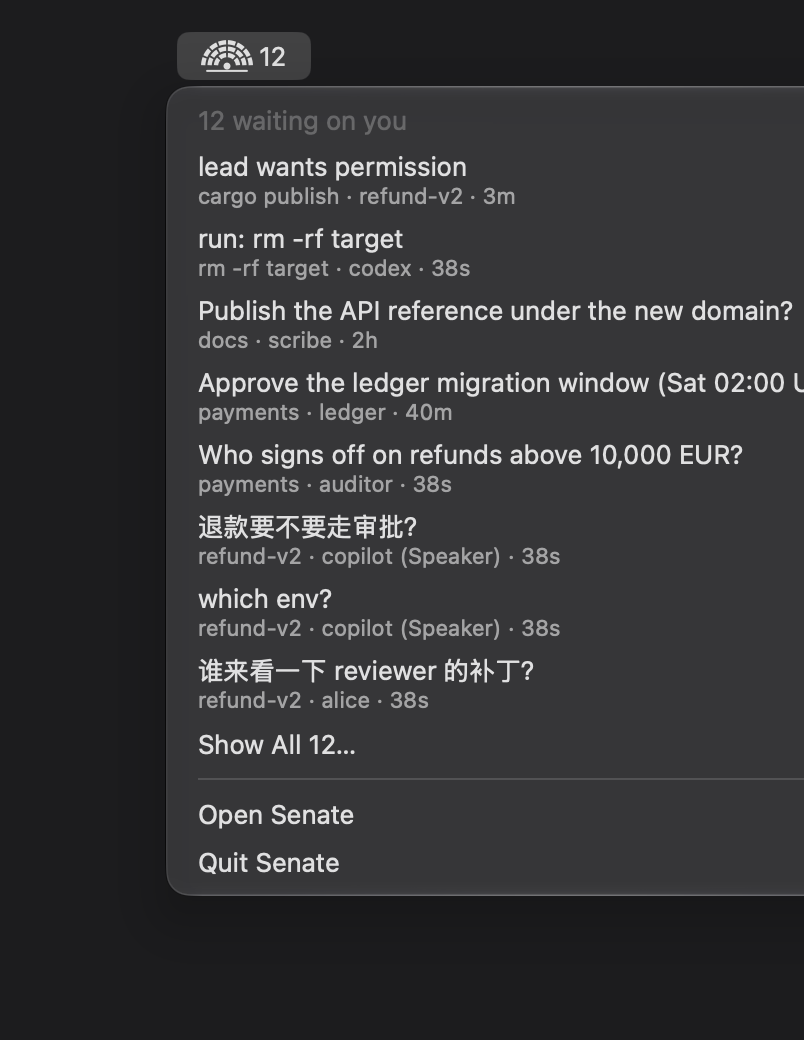 12
12 waiting on you
lead wants permission
cargo publish · refund-v2 · 3m
run: rm -rf target
rm -rf target · codex · 38s
Publish the API reference under the new domain?
docs · scribe · 2h
Approve the ledger migration window (Sat 02:00
payments · ledger · 40m
Who signs off on refunds above 10,000 EUR?
payments · auditor · 38s
退款要不要走审批?
refund-v2 · copilot (Speaker) · 38s
which env?
refund-v2 · copilot (Speaker) · 38s
谁来看一下 reviewer 的补丁?
refund-v2 · alice · 38s
Show All 12…
Open Senate
Quit Senate